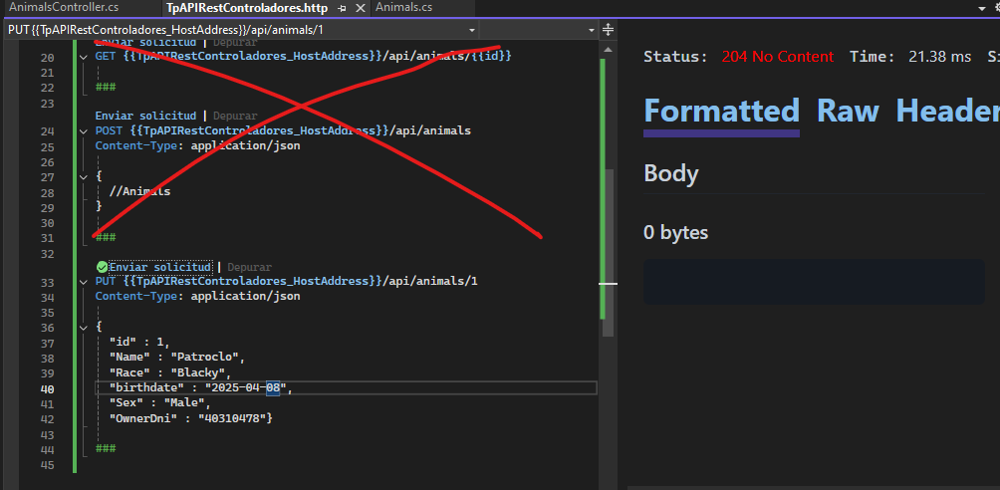 AnimalsController.cs TpAPIRestControladores.http Animals.cs
PUT{{TpAPIRestControladores_HostAddress}}/api/animals/1
Enviar solicitud | Depurar
20 GET {{TpAPIRestControladores_HostAddress}}/api/animals/{{id}}
21
22 ###
23
Enviar solicitud | Depurar
24 POST {{TpAPIRestControladores_HostAddress}}/api/animals
25 Content-Type: application/json
26
27 {
28 //Animals
29 }
30
31 ###
32
Enviar solicitud | Depurar
33 PUT {{TpAPIRestControladores_HostAddress}}/api/animals/1
34 Content-Type: application/json
35
36 {
37 "id" : 1,
38 "Name" : "Patroclo",
39 "Race" : "Blacky",
40 "birthdate" : "2025-04-08",
41 "Sex" : "Male",
42 "OwnerDni" : "40310478"}
43
44 ###
45
Status: 204 No Content Time: 21.38 ms
Formatted Raw Header
Body
0 bytes